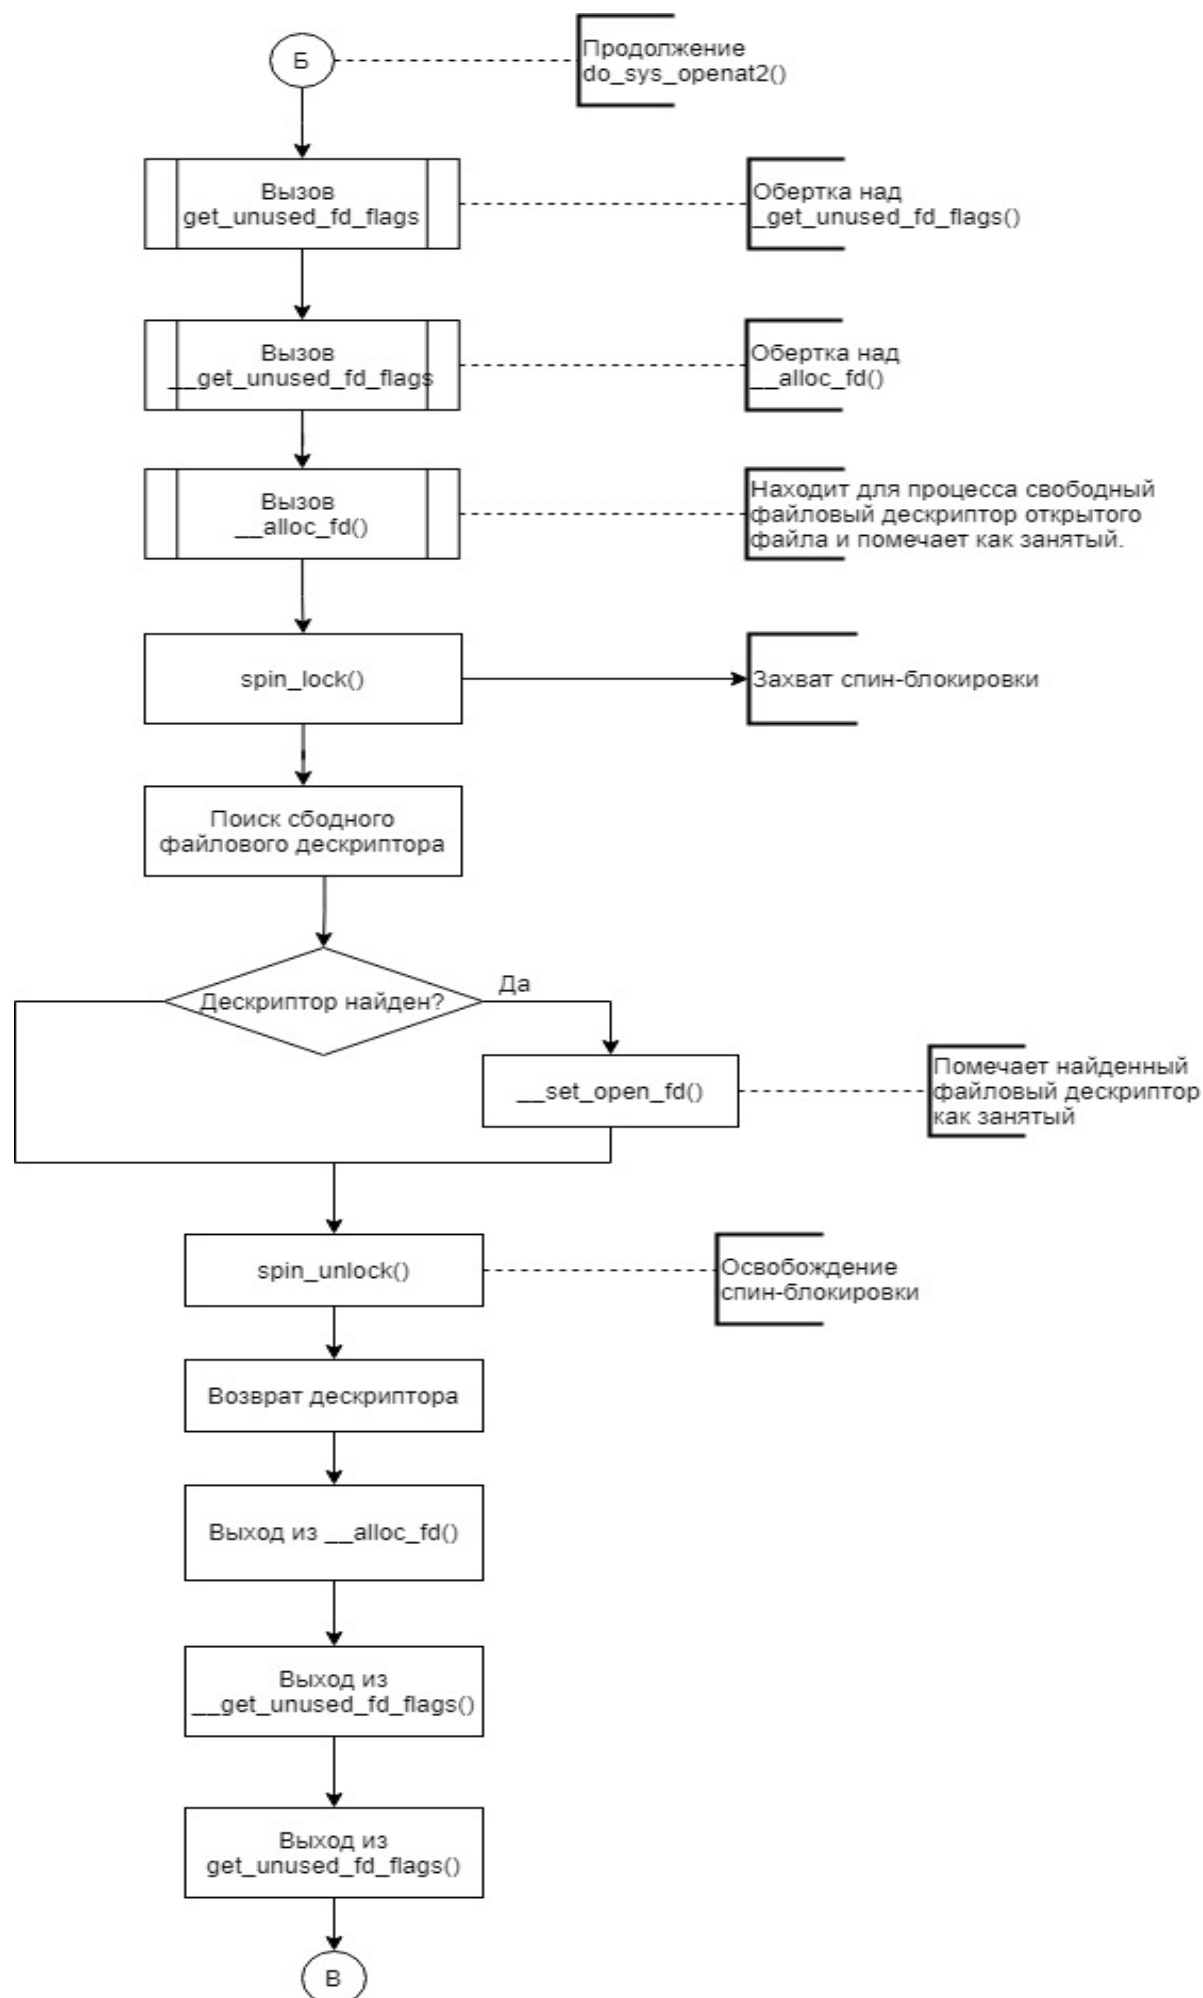 Б
Продолжение
do_sys_openat2()
Вызов
get_unused_fd_flags
Обертка над
_get_unused_fd_flags()
Вызов
__get_unused_fd_flags
Обертка над
__alloc_fd()
Вызов
__alloc_fd()
Находит для процесса свободный
файловый дескриптор открытого
файла и помечает как занятый.
spin_lock()
Захват спин-блокировки
Поиск сбодного
файлового дескриптора
Дескриптор найден?
Да
__set_open_fd()
Помечает найденный
файловый дескриптор
как занятый
spin_unlock()
Освобождение
спин-блокировки
Возврат дескриптора
Выход из __alloc_fd()
Выход из
__get_unused_fd_flags()
Выход из
get_unused_fd_flags()
В